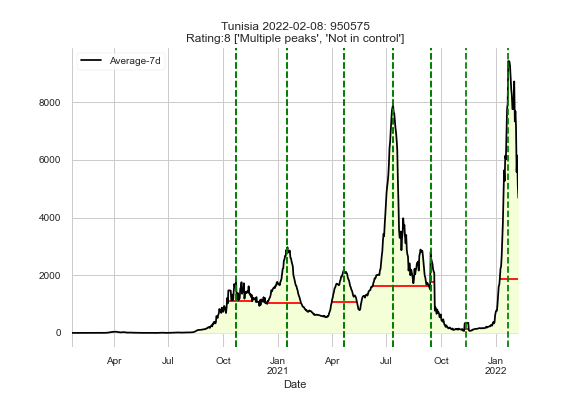 Tunisia 2022-02-08: 950575
Rating:8 ['Multiple peaks', 'Not in control']
Average-7d
8000
6000
4000
2000
0
Apr
Jul
Oct
Jan
2021
Apr
Jul
Oct
Jan
2022
Date